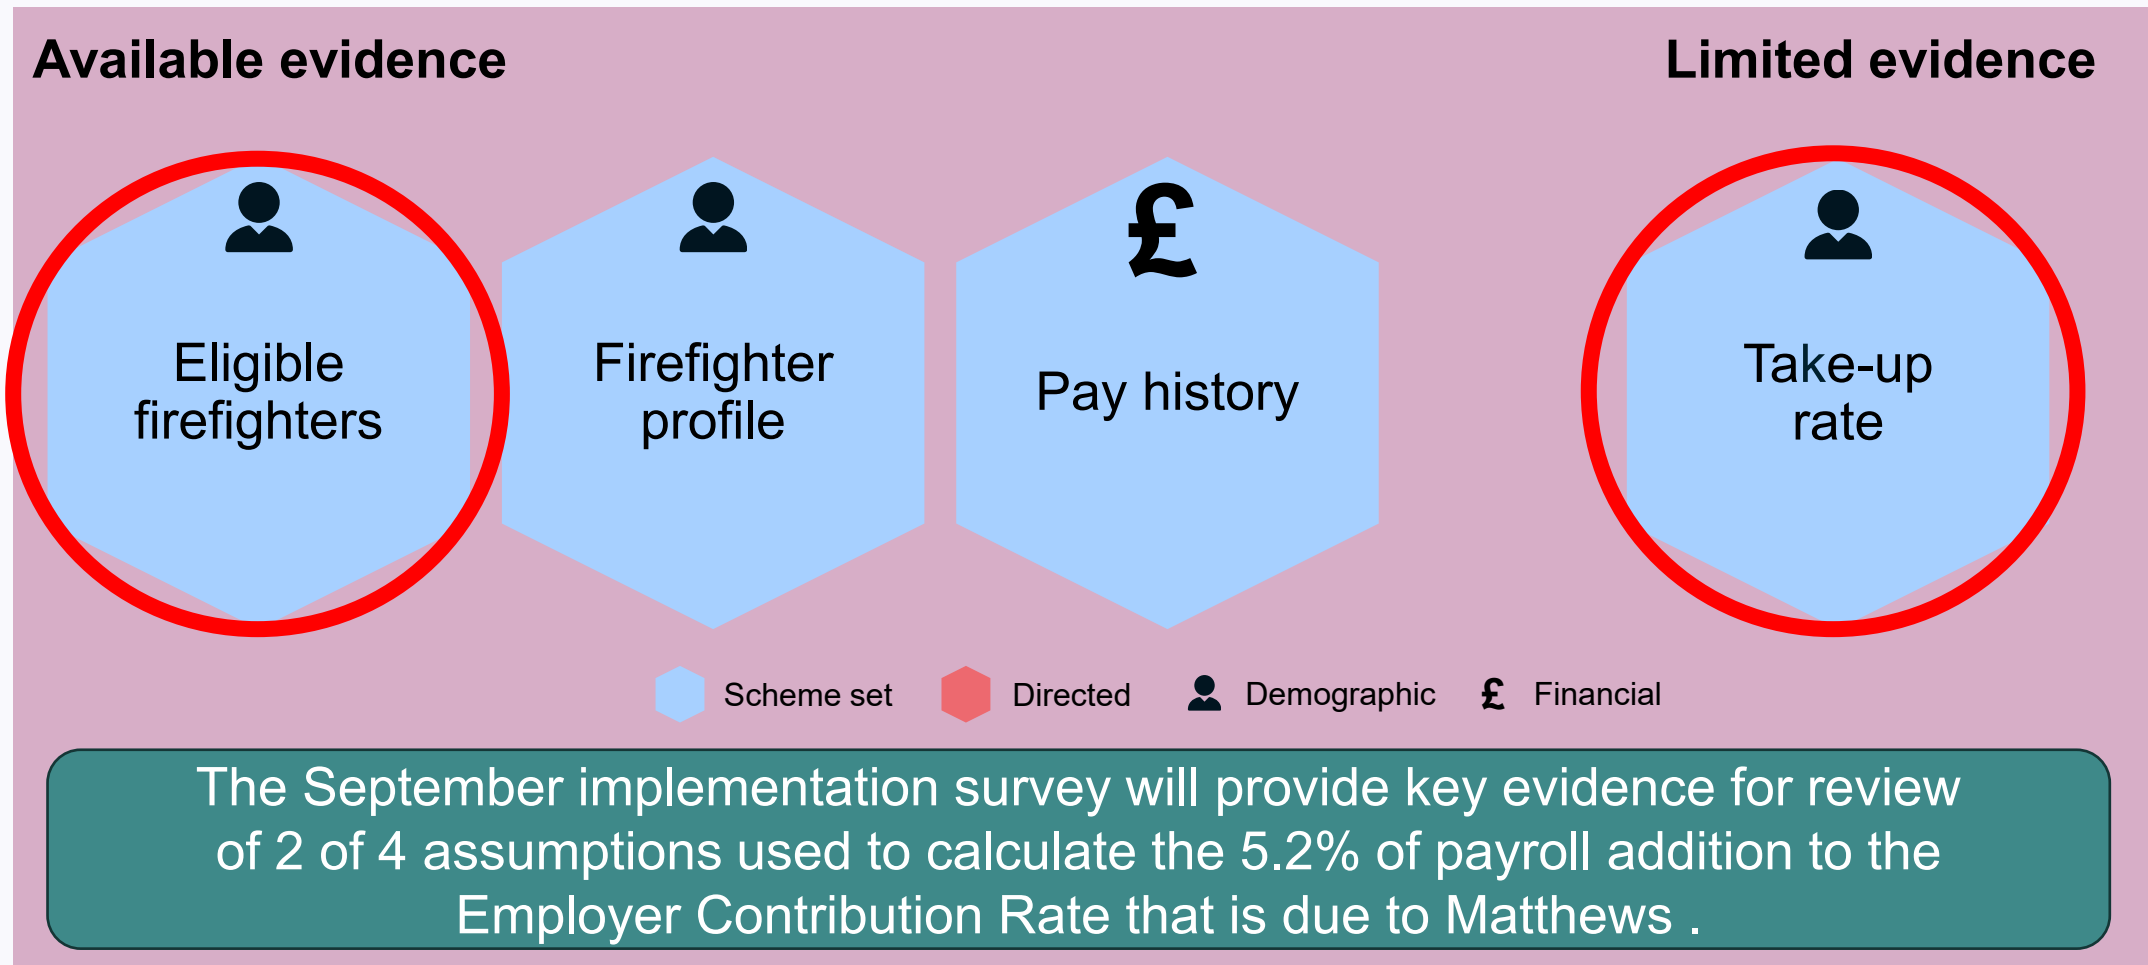 Available evidence
Limited evidence
Eligible
firefighters
Firefighter
profile
£
Pay history
Take-up
rate
Scheme set
Directed
Demographic
£ Financial
The September implementation survey will provide key evidence for review
of 2 of 4 assumptions used to calculate the 5.2% of payroll addition to the
Employer Contribution Rate that is due to Matthews .